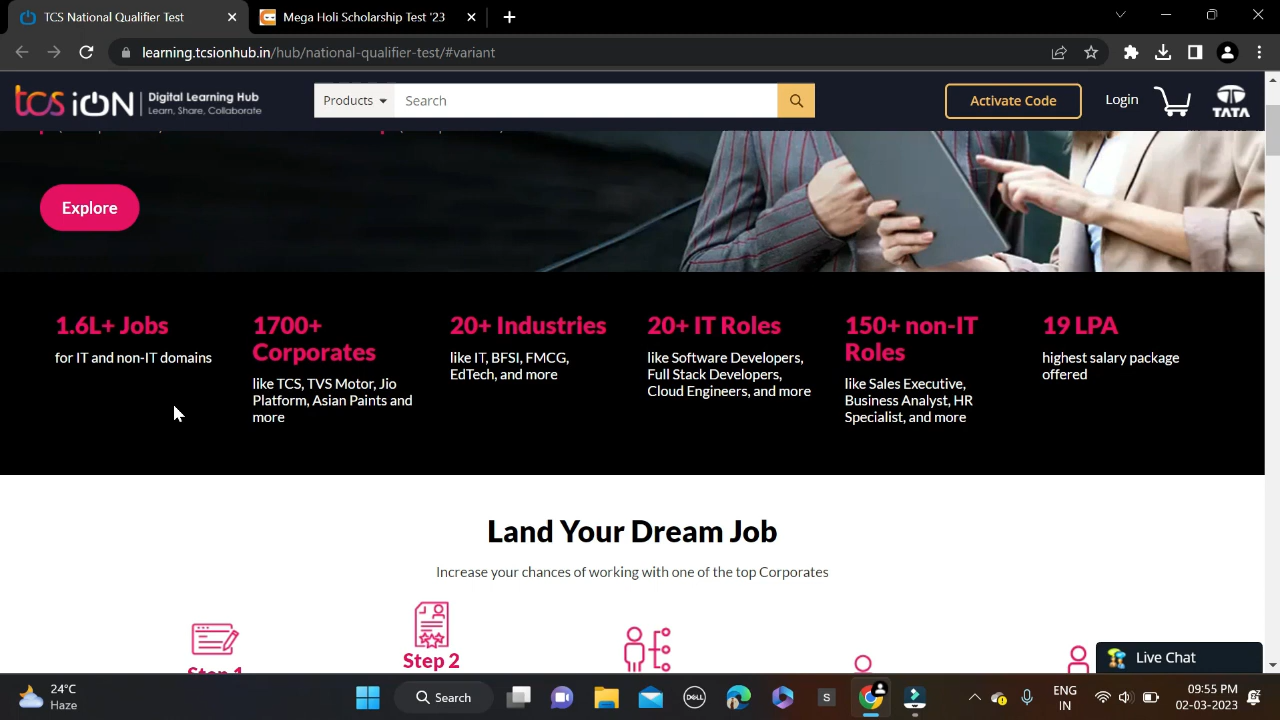 TCS National Qualifier Test
Mega Holi Scholarship Test '23
learning.tcsionhub.in/hub/national-qualifier-test/#variant
tcs iON
Digital Learning Hub
Learn, Share, Collaborate
Products
Search
Activate Code
Login
TATA
Explore
1.6L+ Jobs
for IT and non-IT domains
1700+
Corporates
like TCS, TVS Motor, Jio
Platform, Asian Paints and
more
20+ Industries
like IT, BFSI, FMCG,
EdTech, and more
20+ IT Roles
like Software Developers,
Full Stack Developers,
Cloud Engineers, and more
150+ non-IT
Roles
like Sales Executive,
Business Analyst, HR
Specialist, and more
19 LPA
highest salary package
offered
Land Your Dream Job
Increase your chances of working with one of the top Corporates
Step 1
Step 2
Live Chat
24°C
Haze
Search
DELL
S
ENG
IN
09:55 PM
02-03-2023